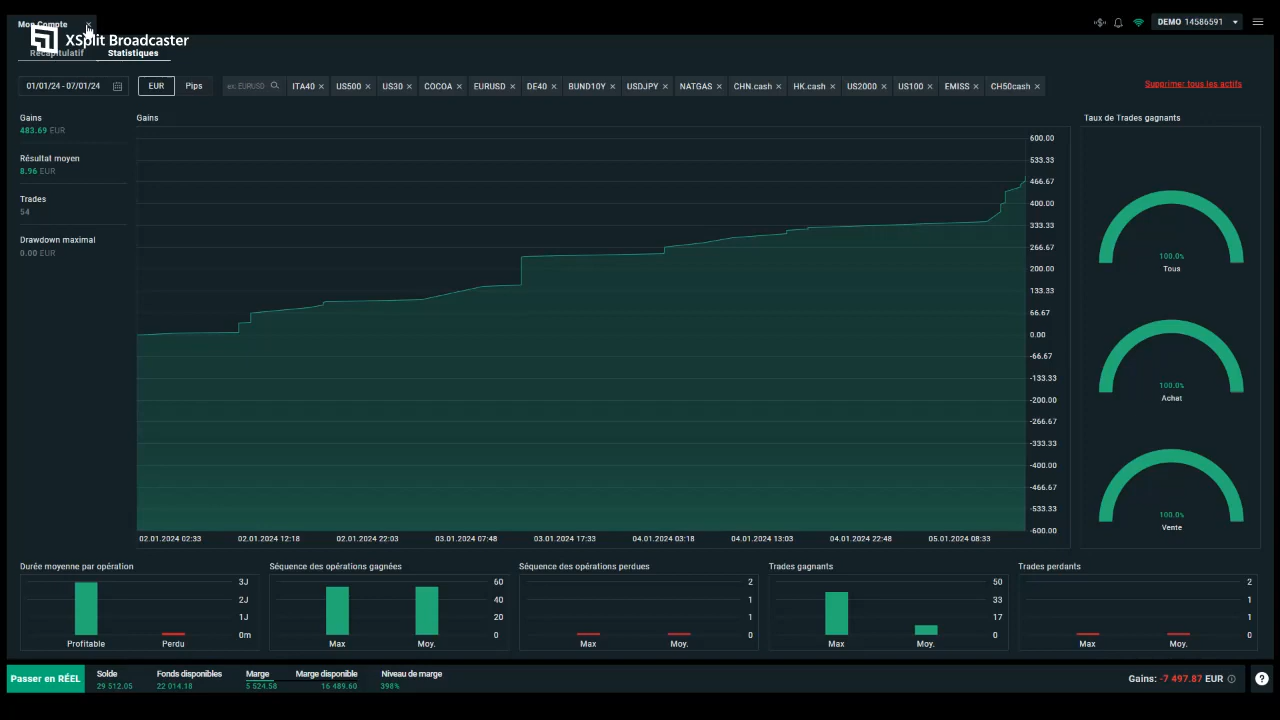 Mon Compte
XSplit Broadcaster
DEMO 14586591
Récapitulatif
Statistiques
01/01/24 - 07/01/24
EUR
Pips
ex: EURUSD
ITA40
US500
US30
COCOA
EURUSD
DE40
BUND10Y
USDJPY
NATGAS
CHN.cash
HK.cash
US2000
US100
EMISS
CH50cash
Supprimer tous les actifs
Gains
483.69 EUR
Résultat moyen
8.96 EUR
Trades
54
Drawdown maximal
0.00 EUR
Gains
600.00
533.33
466.67
400.00
333.33
266.67
200.00
133.33
66.67
0.00
-66.67
-133.33
-200.00
-266.67
-333.33
-400.00
-466.67
-533.33
-600.00
02.01.2024 02:33
02.01.2024 12:18
02.01.2024 22:03
03.01.2024 07:48
03.01.2024 17:33
04.01.2024 03:18
04.01.2024 13:03
04.01.2024 22:48
05.01.2024 08:33
Taux de Trades gagnants
100.0%
Tous
100.0%
Achat
100.0%
Vente
Durée moyenne par opération
3J
2J
1J
0m
Profitable
Perdu
Séquence des opérations gagnées
60
40
20
0
Max
Moy.
Séquence des opérations perdues
2
1
1
0
Max
Moy.
Trades gagnants
50
33
17
0
Max
Moy.
Trades perdants
2
1
1
0
Max
Moy.
Passer en RÉEL
Solde
29 512.05
Fonds disponibles
22 014.18
Marge
5 524.58
Marge disponible
16 489.60
Niveau de marge
398%
Gains: -7 497.87 EUR
?